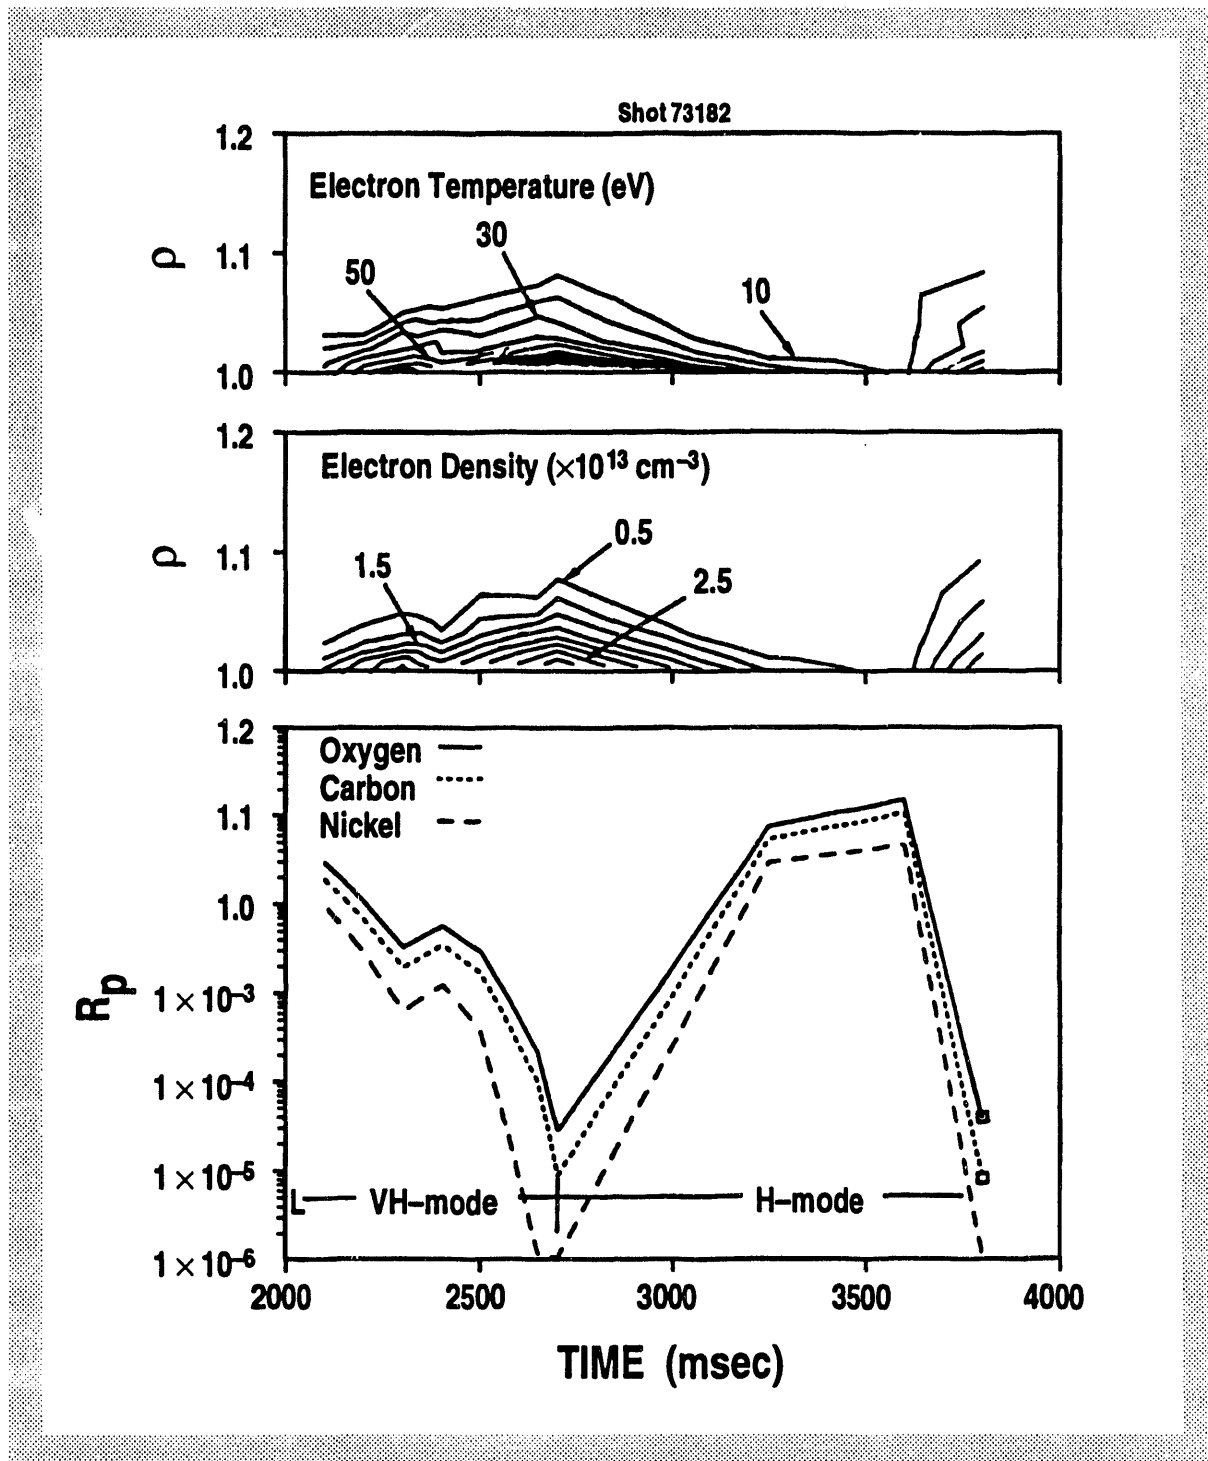 Shot 73182
1.2
Electron Temperature (eV)
30
ρ
1.1
50
10
1.0
1.2
Electron Density (×10¹³ cm⁻³)
0.5
ρ
1.1
1.5
2.5
1.0
1.2
Oxygen
Carbon
1.1
Nickel
1.0
Rp
1×10⁻³
1×10⁻⁴
1×10⁻⁵
L VH–mode H–mode
1×10⁻⁶
2000 2500 3000 3500 4000
TIME (msec)